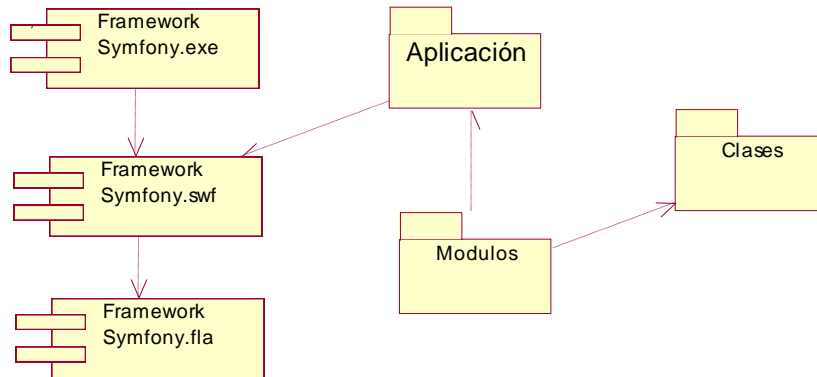 Framework
Symfony.exe
Aplicación
Clases
Framework
Symfony.swf
Modulos
Framework
Symfony.fla